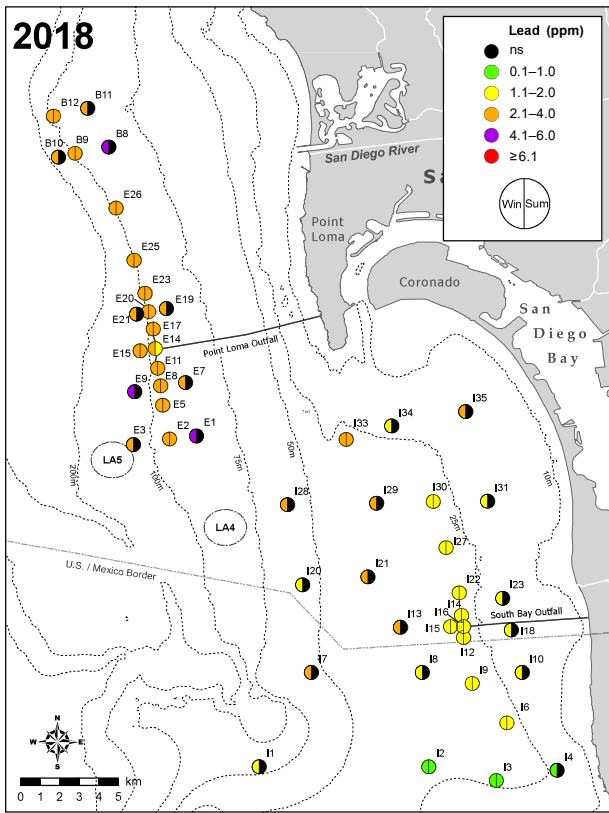 2018
Lead (ppm)
ns
0.1–1.0
1.1–2.0
2.1–4.0
4.1–6.0
≥6.1
Win Sum
B12
B11
B10
B9
B8
San Diego River
Point
Loma
Coronado
San
Diego
Bay
E26
E25
E23
E20
E19
E21
E17
E14
E15
Point Loma Outfall
E11
E9
E8
E7
E5
E3
E2
E1
LA5
LA4
200m
100m
75m
50m
25m
10m
I35
I34
I33
I28
I29
I30
I31
I27
I20
I21
I22
I23
I14
I16
I15
I13
I12
I18
South Bay Outfall
U.S. / Mexico Border
I7
I8
I9
I10
I6
I1
I2
I3
I4
N
W E
S
km
0 1 2 3 4 5